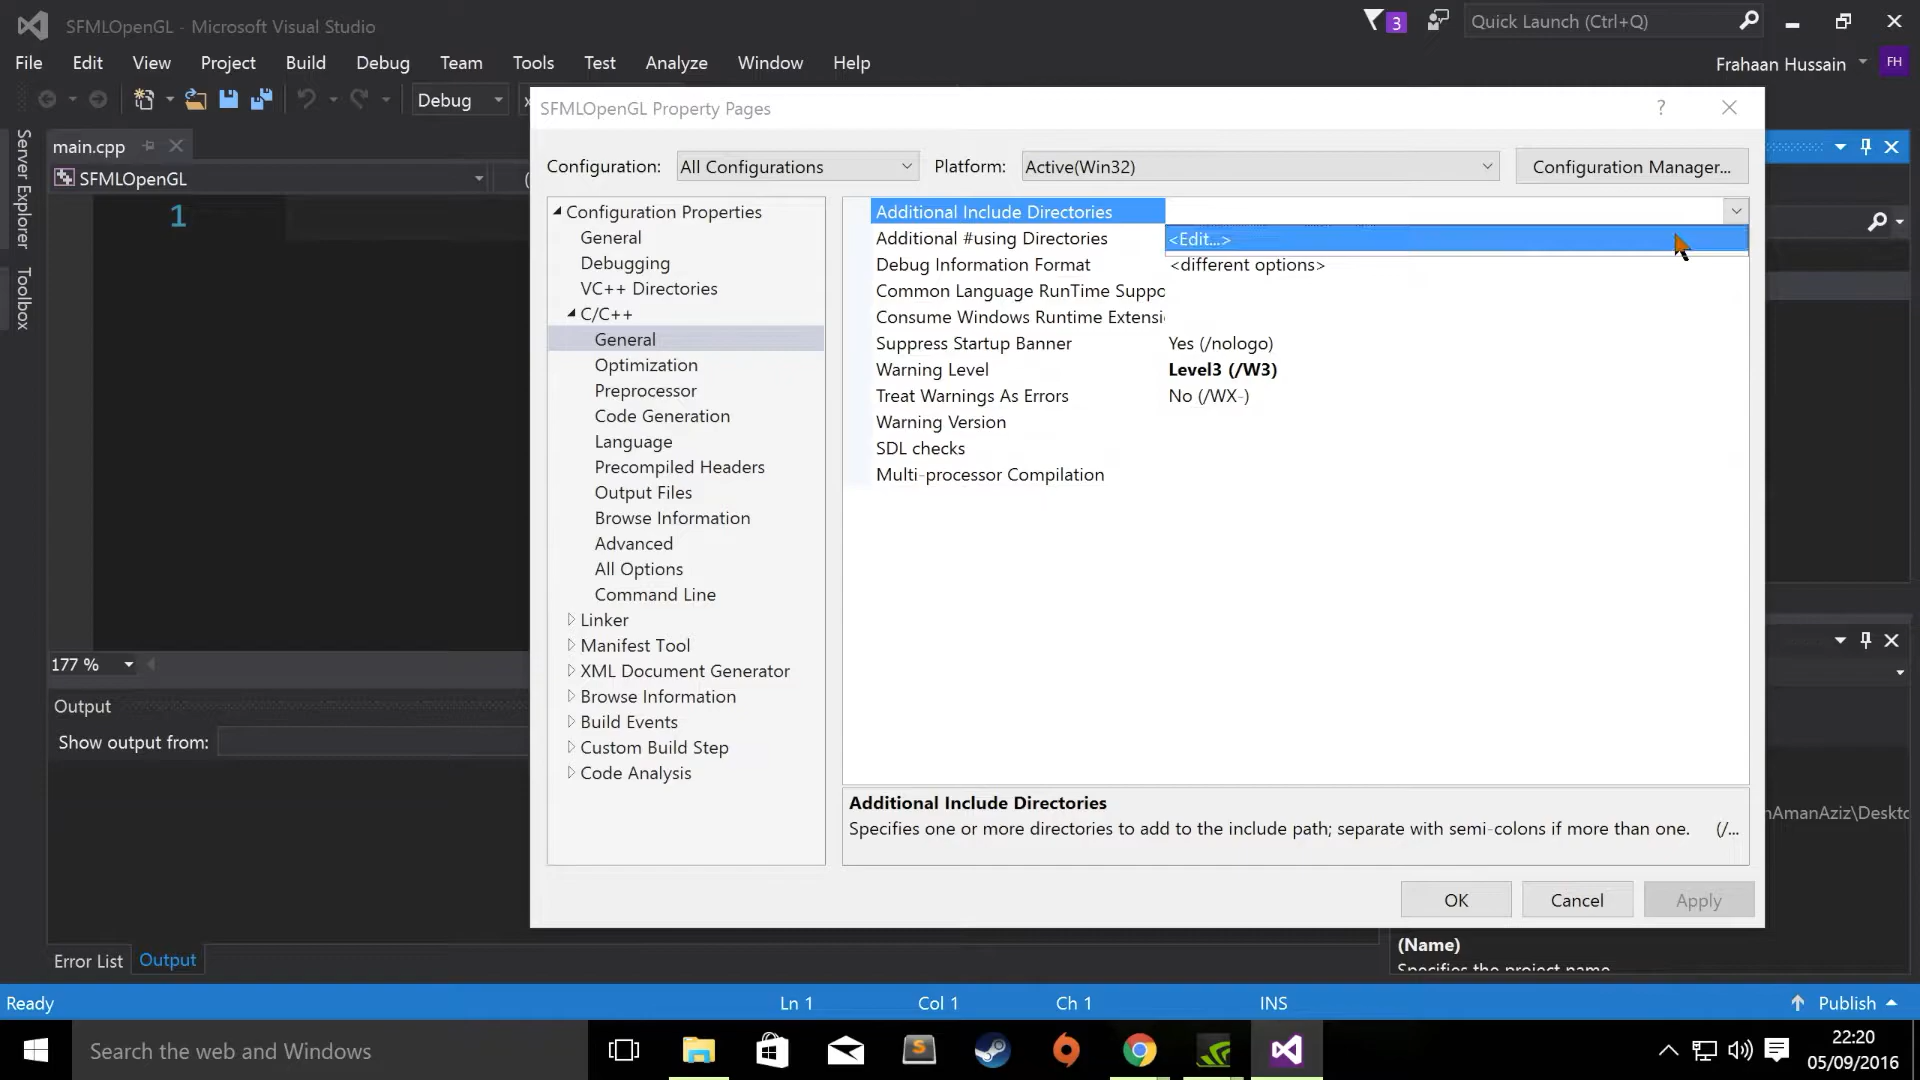 SFMLOpenGL - Microsoft Visual Studio
3
Quick Launch (Ctrl+Q)
File Edit View Project Build Debug Team Tools Test Analyze Window Help
Frahaan Hussain FH
Debug
SFMLOpenGL Property Pages
?
Server Explorer
Toolbox
main.cpp
SFMLOpenGL
1
177 %
Output
Show output from:
Error List Output
Configuration: All Configurations Platform: Active(Win32) Configuration Manager...
Configuration Properties
General
Debugging
VC++ Directories
C/C++
General
Optimization
Preprocessor
Code Generation
Language
Precompiled Headers
Output Files
Browse Information
Advanced
All Options
Command Line
Linker
Manifest Tool
XML Document Generator
Browse Information
Build Events
Custom Build Step
Code Analysis
Additional Include Directories
Additional #using Directories <Edit...>
Debug Information Format <different options>
Common Language RunTime Suppo
Consume Windows Runtime Extensi
Suppress Startup Banner Yes (/nologo)
Warning Level Level3 (/W3)
Treat Warnings As Errors No (/WX-)
Warning Version
SDL checks
Multi-processor Compilation
Additional Include Directories
Specifies one or more directories to add to the include path; separate with semi-colons if more than one. (/...
OK Cancel Apply
nAmanAziz\Deskto
(Name)
Specifies the project name
Ready Ln 1 Col 1 Ch 1 INS Publish
Search the web and Windows
22:20
05/09/2016